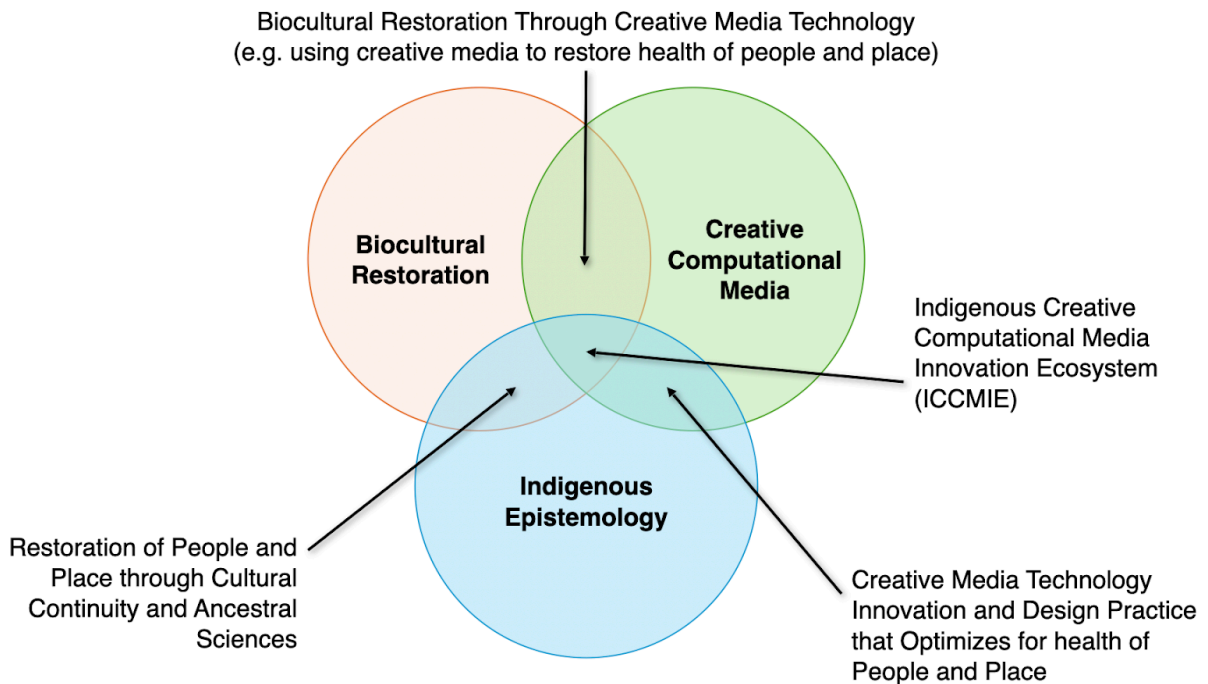 Biocultural Restoration Through Creative Media Technology
(e.g. using creative media to restore health of people and place)
Biocultural
Restoration
Creative
Computational
Media
Indigenous Creative
Computational Media
Innovation Ecosystem
(ICCMIE)
Indigenous
Epistemology
Restoration of People and
Place through Cultural
Continuity and Ancestral
Sciences
Creative Media Technology
Innovation and Design Practice
that Optimizes for health of
People and Place